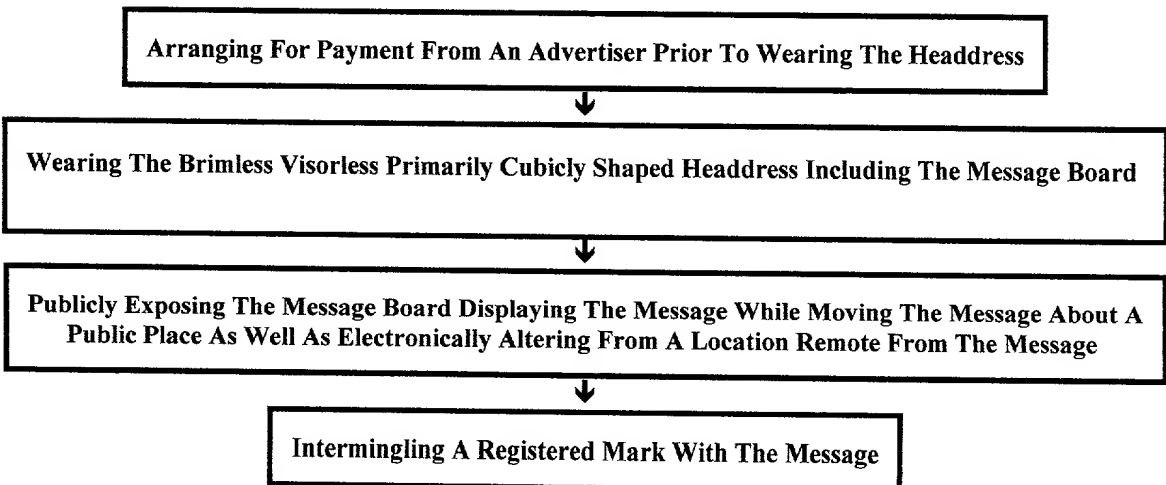 Arranging For Payment From An Advertiser Prior To Wearing The Headdress
Wearing The Brimless Visorless Primarily Cubicly Shaped Headdress Including The Message Board
Publicly Exposing The Message Board Displaying The Message While Moving The Message About A
Public Place As Well As Electronically Altering From A Location Remote From The Message
Intermingling A Registered Mark With The Message